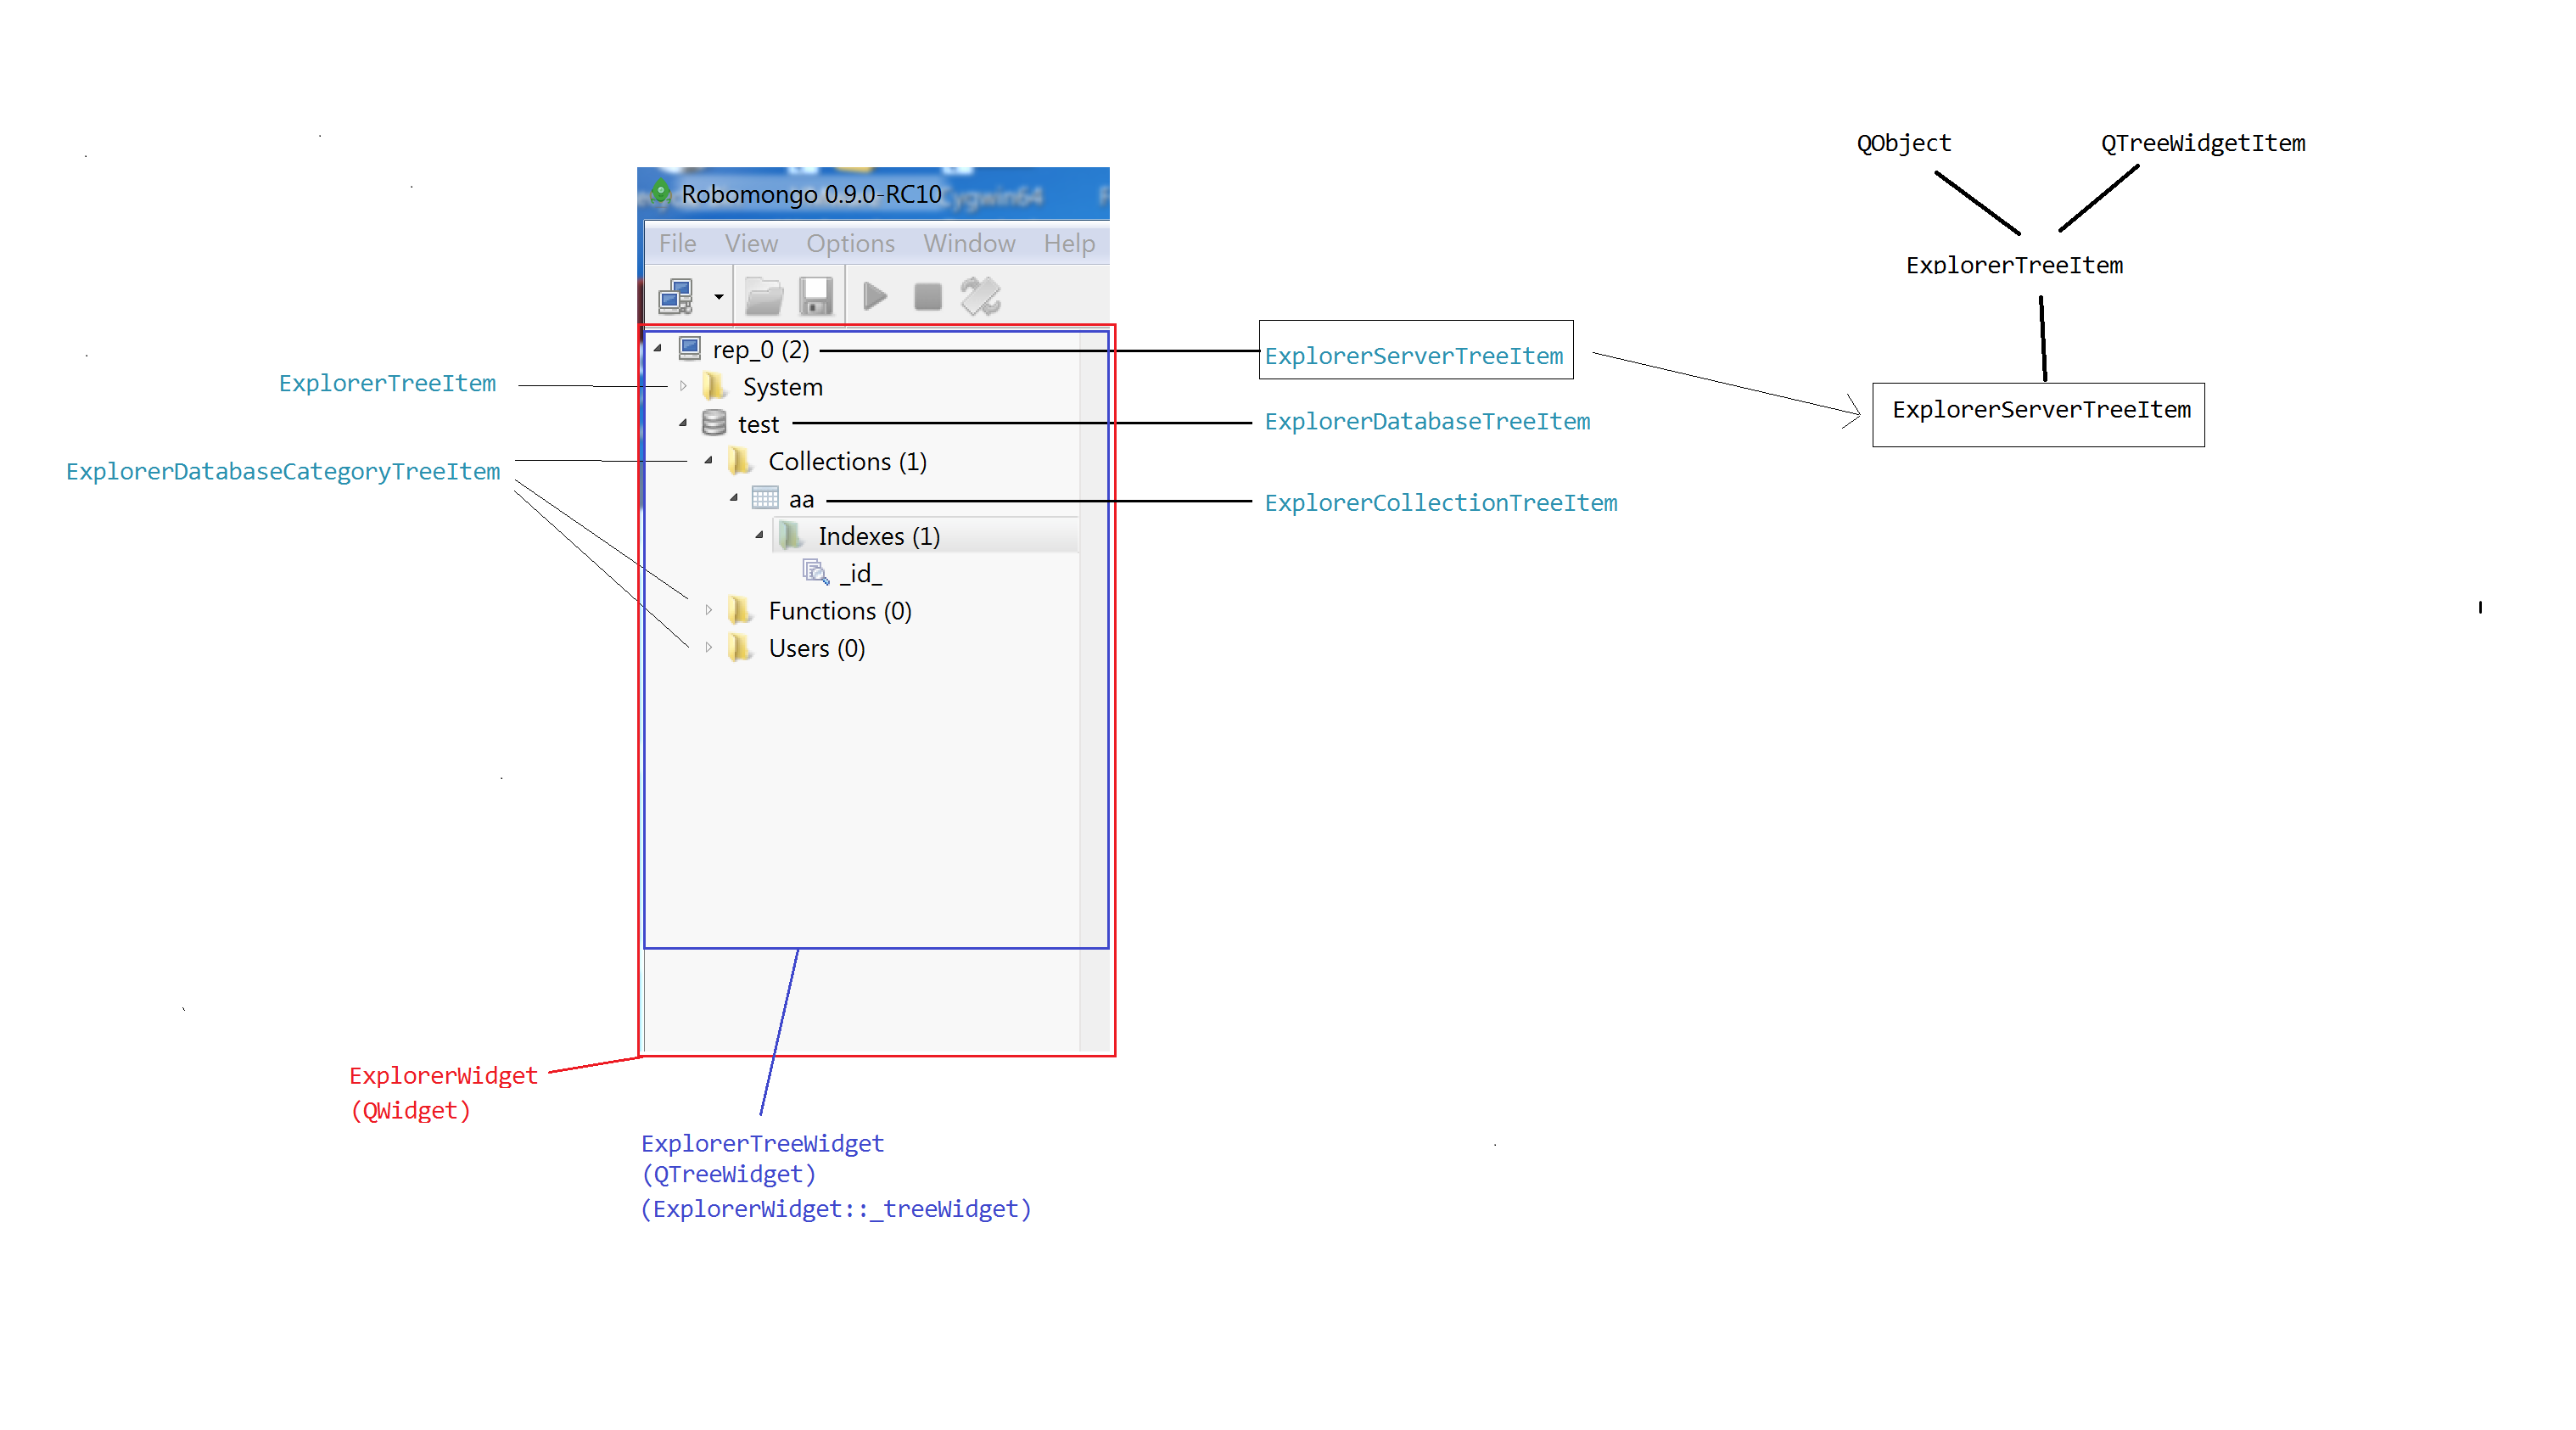 QObject
QTreeWidgetItem
Robomongo 0.9.0-RC10
Cygwin64
ExplorerTreeItem
File View Options Window Help
rep_0 (2)
ExplorerServerTreeItem
ExplorerTreeItem
System
ExplorerServerTreeItem
test
ExplorerDatabaseTreeItem
ExplorerDatabaseCategoryTreeItem
Collections (1)
aa
ExplorerCollectionTreeItem
Indexes (1)
_id_
Functions (0)
Users (0)
ExplorerWidget
(QWidget)
ExplorerTreeWidget
(QTreeWidget)
(ExplorerWidget::_treeWidget)